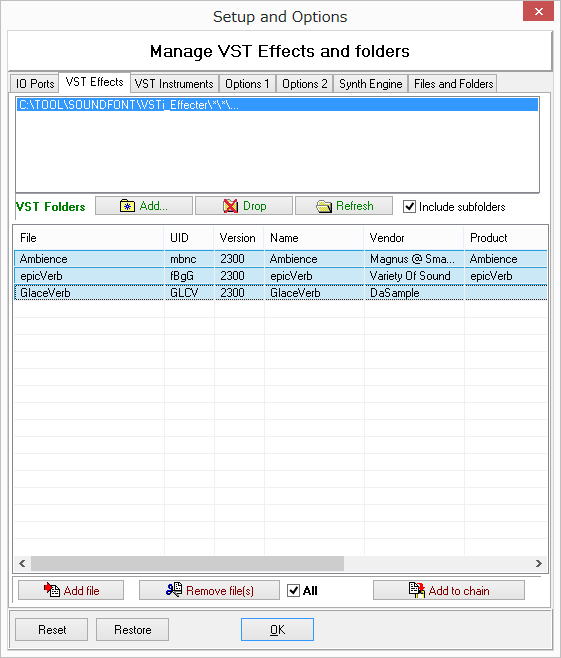 Setup and Options
Manage VST Effects and folders
IO Ports VST Effects VST Instruments Options 1 Options 2 Synth Engine Files and Folders
C:\TOOL\SOUNDFONT\VSTi_Effecter\*\*\...
VST Folders Add... Drop Refresh Include subfolders
File UID Version Name Vendor Product
Ambience mbnc 2300 Ambience Magnus @ Sma... Ambience
epicVerb fBgG 2300 epicVerb Variety Of Sound epicVerb
GlaceVerb GLCV 2300 GlaceVerb DaSample
Add file Remove file(s) All Add to chain
Reset Restore OK